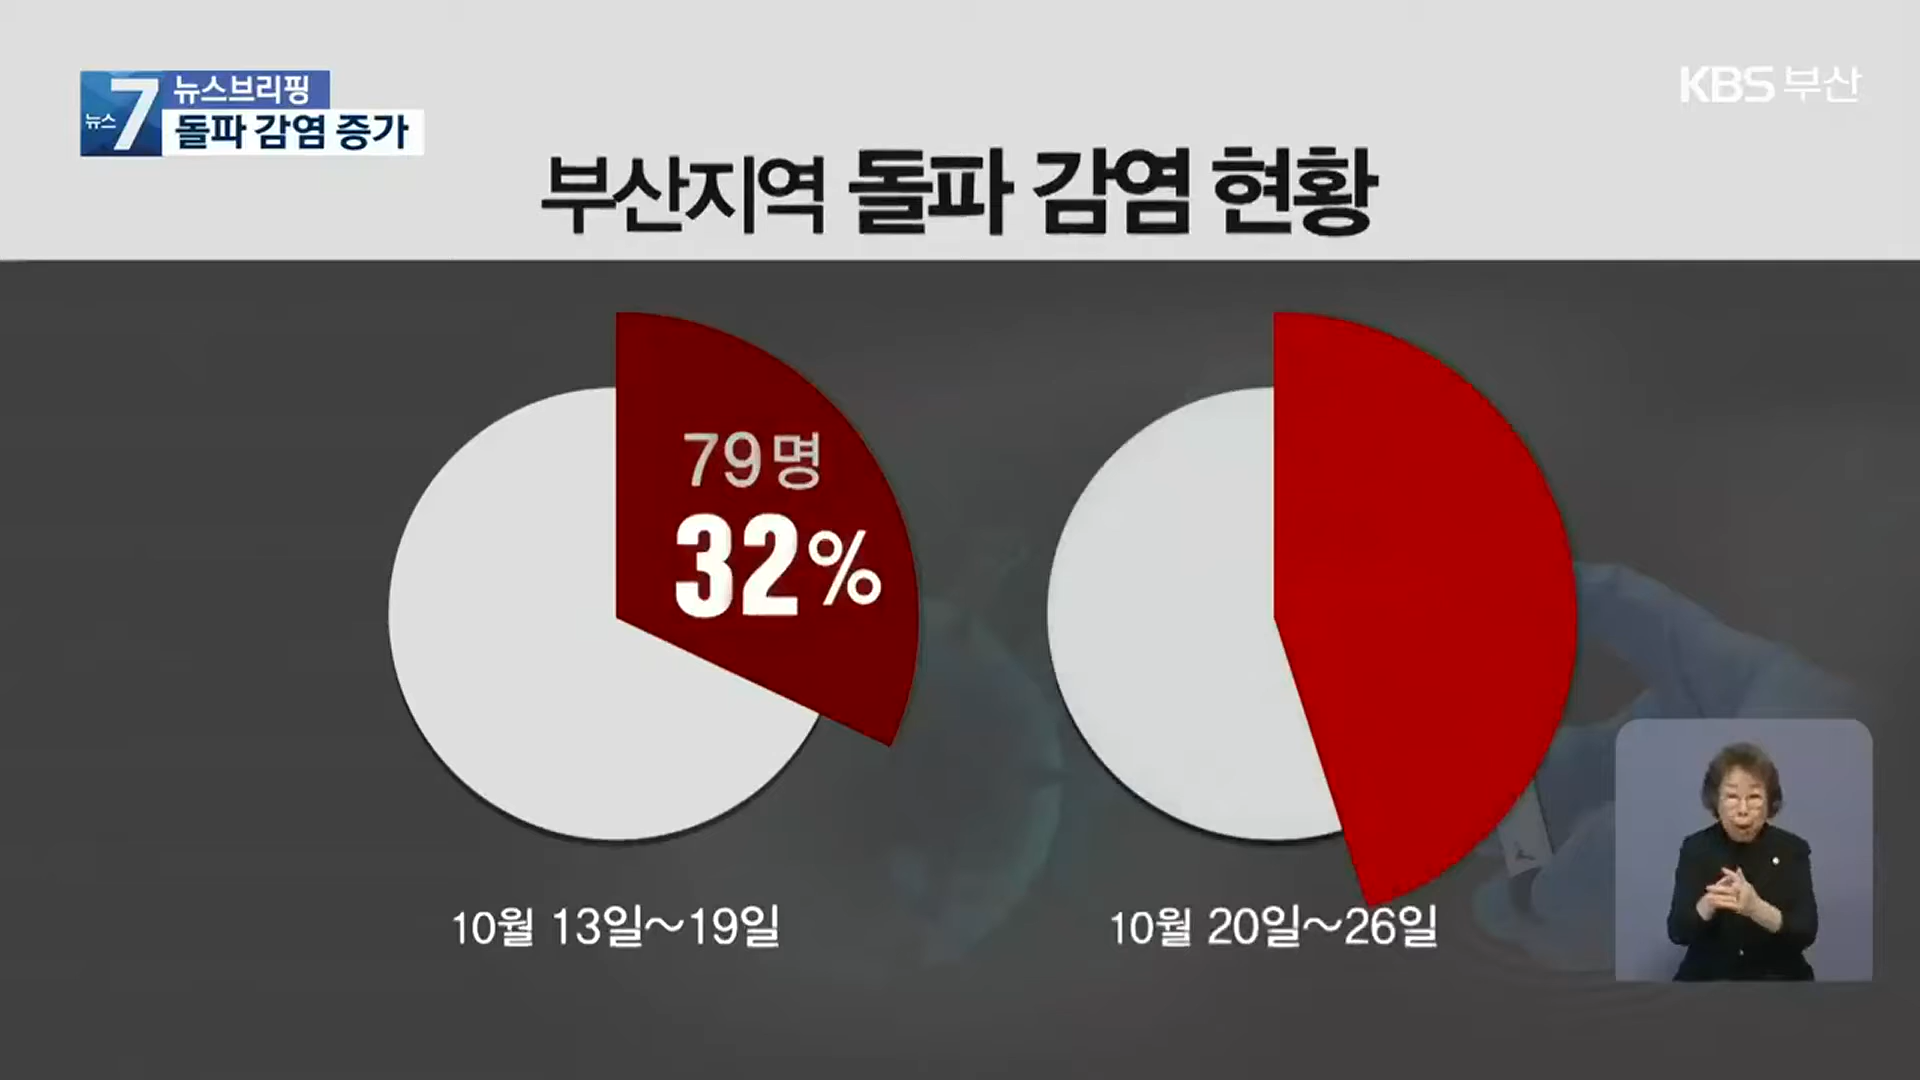 뉴스 7
뉴스브리핑
돌파 감염 증가
KBS 부산
부산지역 돌파 감염 현황
79명
32%
10월 13일~19일
10월 20일~26일